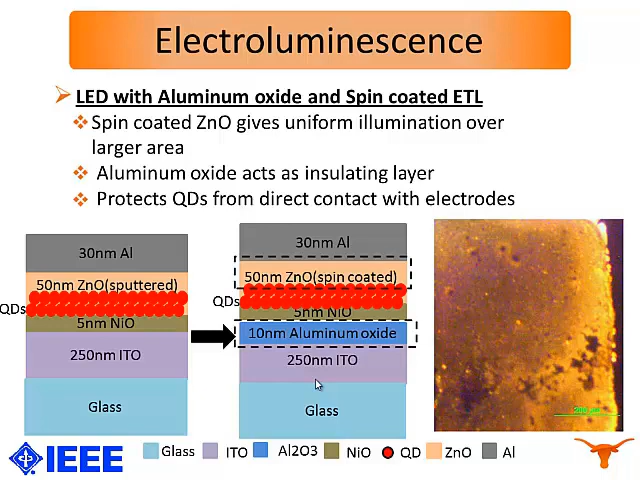 Electroluminescence
LED with Aluminum oxide and Spin coated ETL
Spin coated ZnO gives uniform illumination over
larger area
Aluminum oxide acts as insulating layer
Protects QDs from direct contact with electrodes
30nm Al
50nm ZnO(sputtered)
QDs
5nm NiO
250nm ITO
Glass
30nm Al
50nm ZnO(spin coated)
QDs
5nm NiO
10nm Aluminum oxide
250nm ITO
Glass
Glass
ITO
Al2O3
NiO
QD
ZnO
Al
IEEE